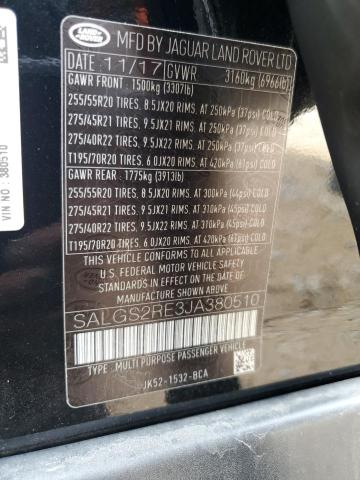 LAND ROVER
MFD BY JAGUAR LAND ROVER LTD
DATE 11/17 GVWR 3160kg (6966lb)
GAWR FRONT : 1500kg (3307lb)
255/55R20 TIRES, 8.5JX20 RIMS, AT 250kPa (37psi) COLD
275/45R21 TIRES, 9.5JX21 RIMS, AT 250kPa (37psi) COLD
275/40R22 TIRES, 9.5JX22 RIMS, AT 250kPa (37psi) COLD
T195/70R20 TIRES, 6.0JX20 RIMS, AT 420kPa (61psi) COLD
GAWR REAR : 1775kg (3913lb)
255/55R20 TIRES, 8.5JX20 RIMS, AT 300kPa (44psi) COLD
275/45R21 TIRES, 9.5JX21 RIMS, AT 310kPa (45psi) COLD
275/40R22 TIRES, 9.5JX22 RIMS, AT 310kPa (45psi) COLD
T195/70R20 TIRES, 6.0JX20 RIMS, AT 420kPa (61psi) COLD
THIS VEHICLE CONFORMS TO ALL APPLICABLE FEDERAL
MOTOR VEHICLE SAFETY STANDARDS IN EFFECT ON THE
DATE OF MANUFACTURE SHOWN ABOVE
SALGS2RE3JA380510
TYPE : MULTI PURPOSE PASSENGER VEHICLE
JK52-1532-BCA
VIN NO : 380510